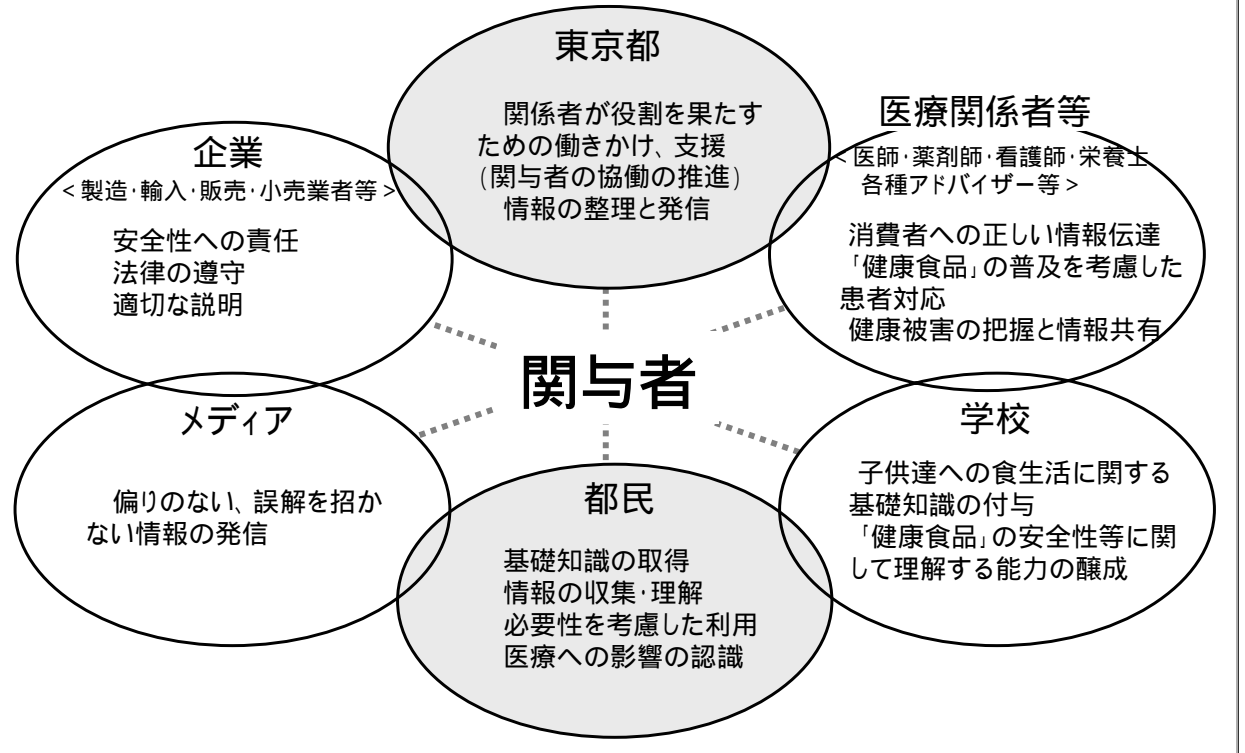 東京都
関係者が役割を果たす
ための働きかけ、支援
(関与者の協働の推進)
情報の整理と発信
企業
<製造・輸入・販売・小売業者等>
安全性への責任
法律の遵守
適切な説明
医療関係者等
<医師・薬剤師・看護師・栄養士
各種アドバイザー等>
消費者への正しい情報伝達
「健康食品」の普及を考慮した
患者対応
健康被害の把握と情報共有
関与者
メディア
偏りのない、誤解を招か
ない情報の発信
都民
基礎知識の取得
情報の収集・理解
必要性を考慮した利用
医療への影響の認識
学校
子供達への食生活に関する
基礎知識の付与
「健康食品」の安全性等に関
して理解する能力の醸成